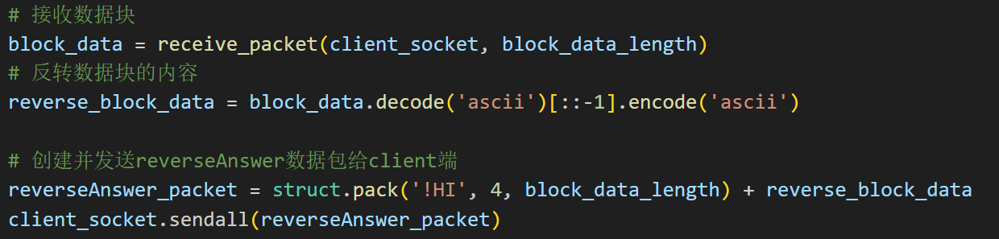 # 接收数据块
block_data = receive_packet(client_socket, block_data_length)
# 反转数据块的内容
reverse_block_data = block_data.decode('ascii')[::-1].encode('ascii')
# 创建并发送reverseAnswer数据包给client端
reverseAnswer_packet = struct.pack('!HI', 4, block_data_length) + reverse_block_data
client_socket.sendall(reverseAnswer_packet)